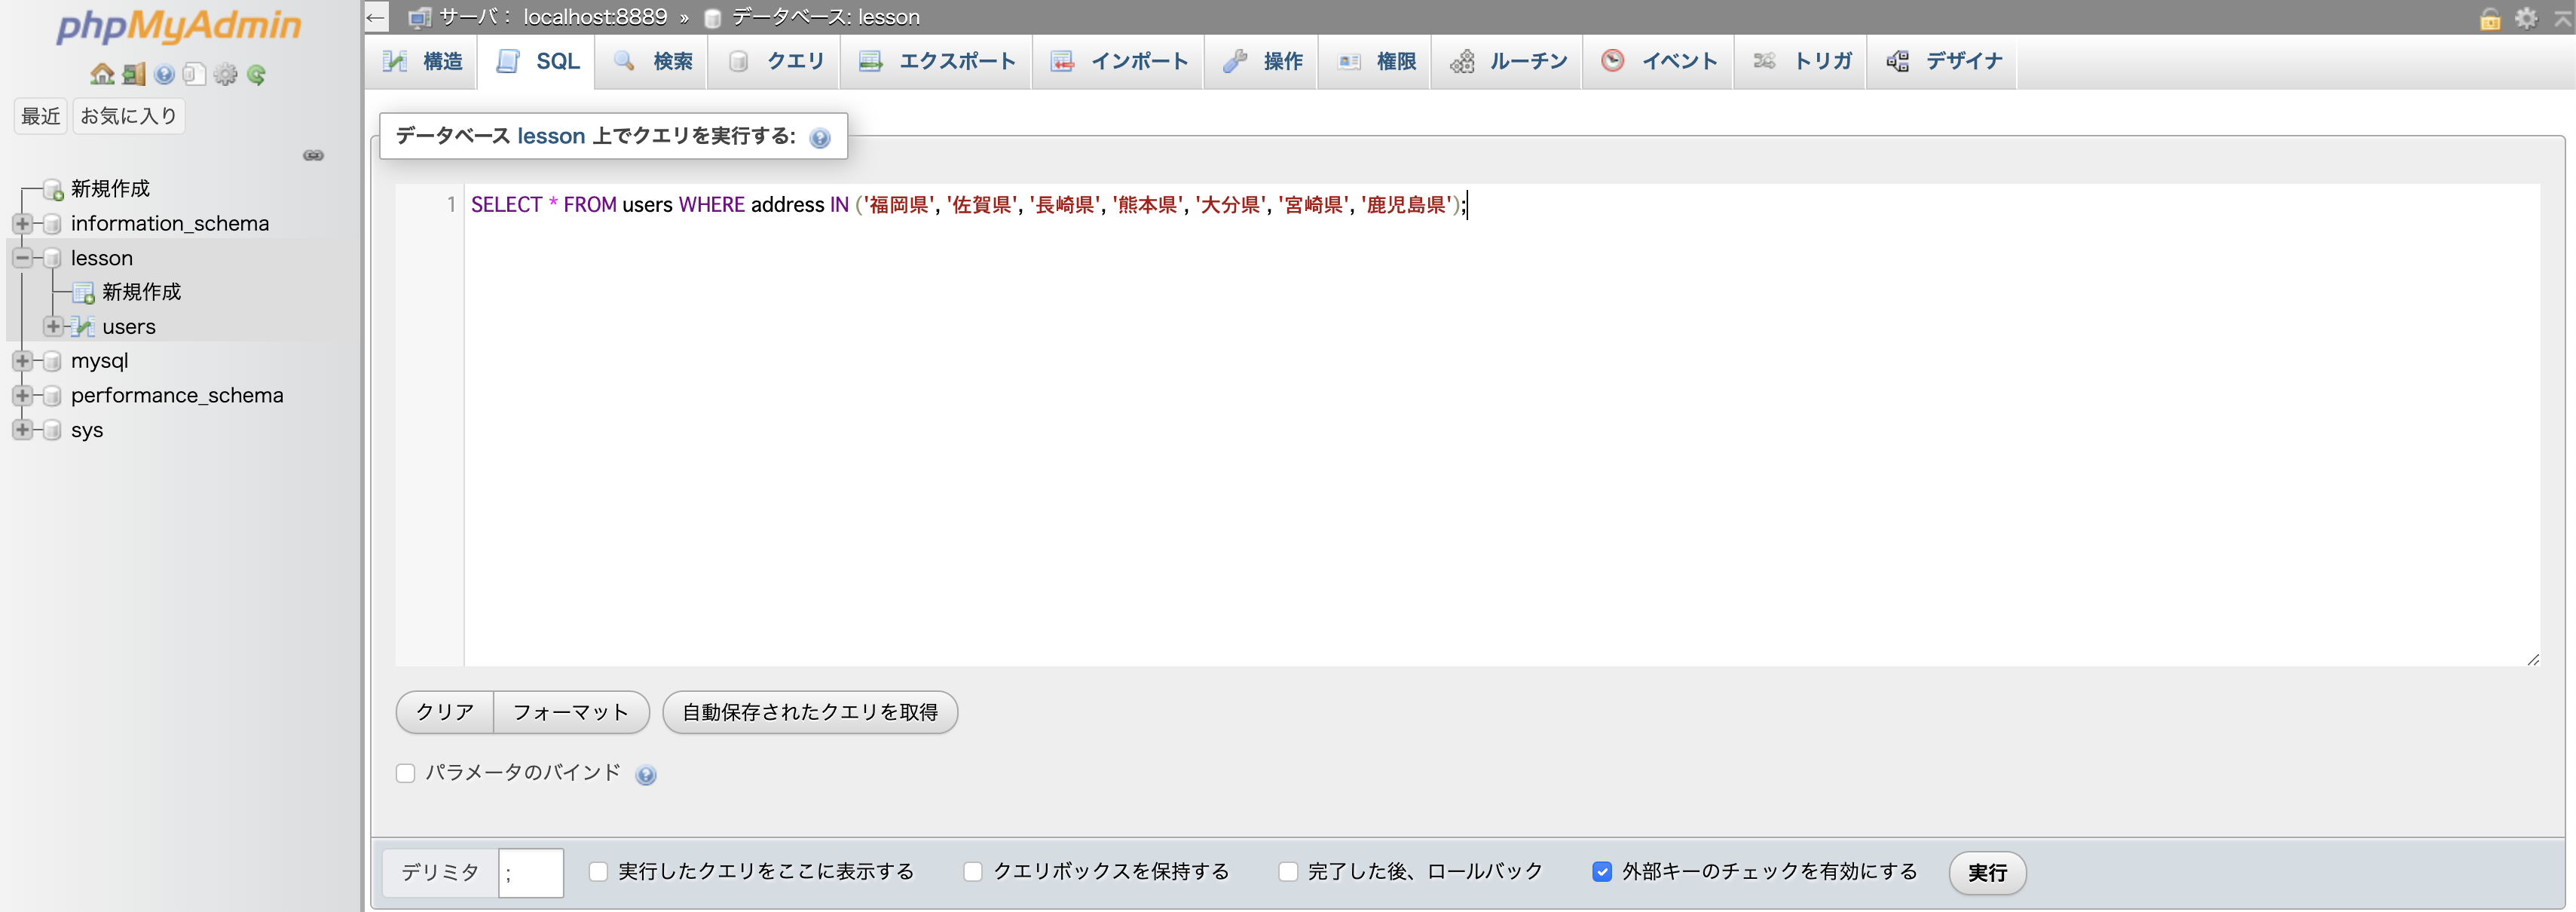 phpMyAdmin
最近 お気に入り
新規作成
information_schema
lesson
新規作成
users
mysql
performance_schema
sys
← サーバ： localhost:8889 » データベース: lesson
構造 SQL 検索 クエリ エクスポート インポート 操作 権限 ルーチン イベント トリガ デザイナ
データベース lesson 上でクエリを実行する:
1 SELECT * FROM users WHERE address IN ('福岡県', '佐賀県', '長崎県', '熊本県', '大分県', '宮崎県', '鹿児島県');
クリア フォーマット 自動保存されたクエリを取得
パラメータのバインド
デリミタ ; 実行したクエリをここに表示する クエリボックスを保持する 完了した後、ロールバック 外部キーのチェックを有効にする 実行